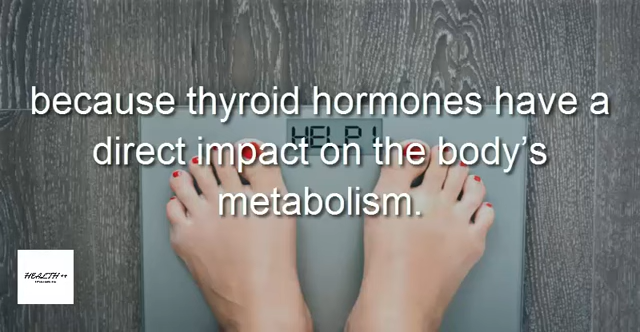 because thyroid hormones have a
HELP!
direct impact on the body's
metabolism.
HEALTH ++